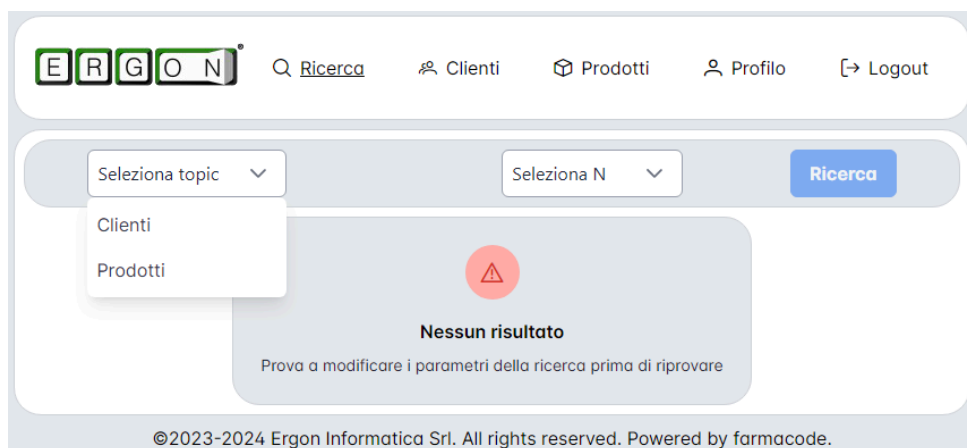 ERGON®
Ricerca
Clienti
Prodotti
Profilo
Logout
Seleziona topic
Seleziona N
Ricerca
Clienti
Prodotti
Nessun risultato
Prova a modificare i parametri della ricerca prima di riprovare
©2023-2024 Ergon Informatica Srl. All rights reserved. Powered by farmacode.